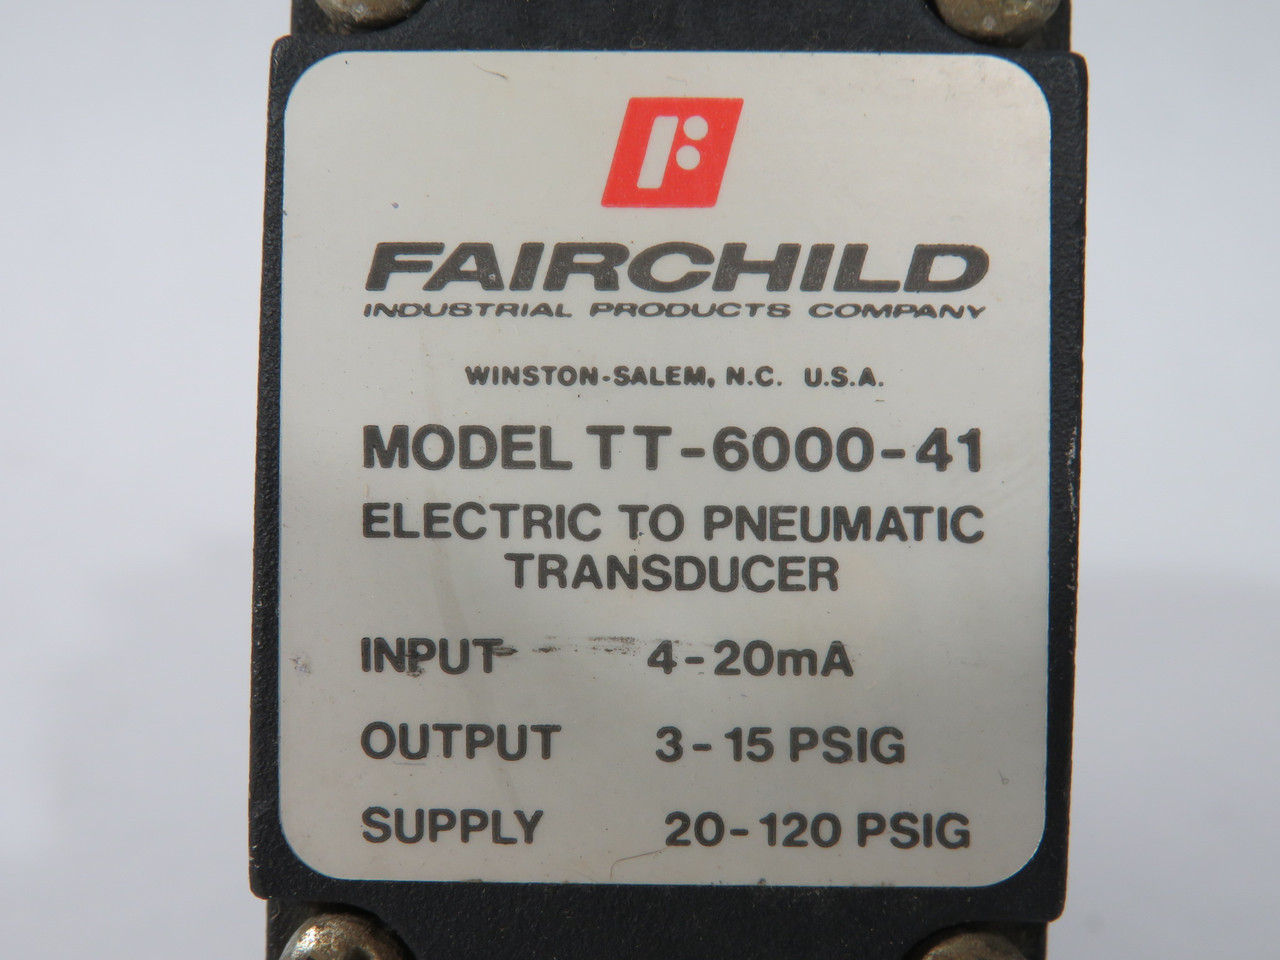 FAIRCHILD
INDUSTRIAL PRODUCTS COMPANY
WINSTON-SALEM, N.C. U.S.A.
MODEL TT-6000-41
ELECTRIC TO PNEUMATIC
TRANSDUCER
INPUT 4-20mA
OUTPUT 3-15 PSIG
SUPPLY 20-120 PSIG